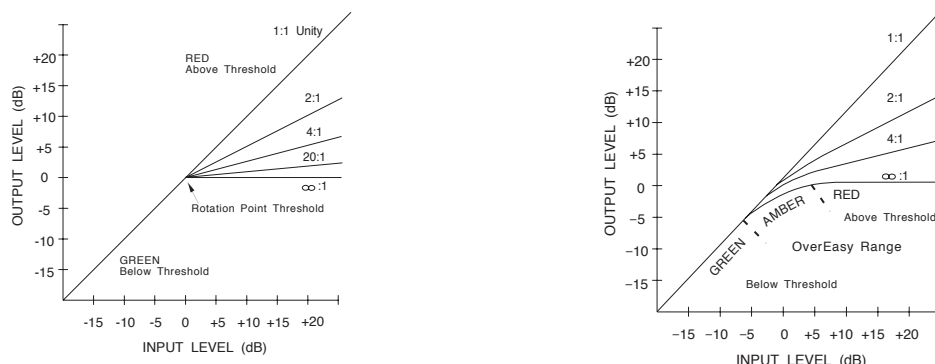 1:1 Unity
RED
Above Threshold
+20
+15
+10
+5
0
-5
-10
-15
OUTPUT LEVEL (dB)
2:1
4:1
20:1
∞:1
Rotation Point Threshold
GREEN
Below Threshold
-15 -10 -5 0 +5 +10 +15 +20
INPUT LEVEL (dB)
1:1
+20
+15
+10
+5
0
−5
−10
−15
OUTPUT LEVEL (dB)
2:1
4:1
∞:1
GREEN AMBER RED
Above Threshold
OverEasy Range
Below Threshold
−15 −10 −5 0 +5 +10 +15 +20
INPUT LEVEL (dB)